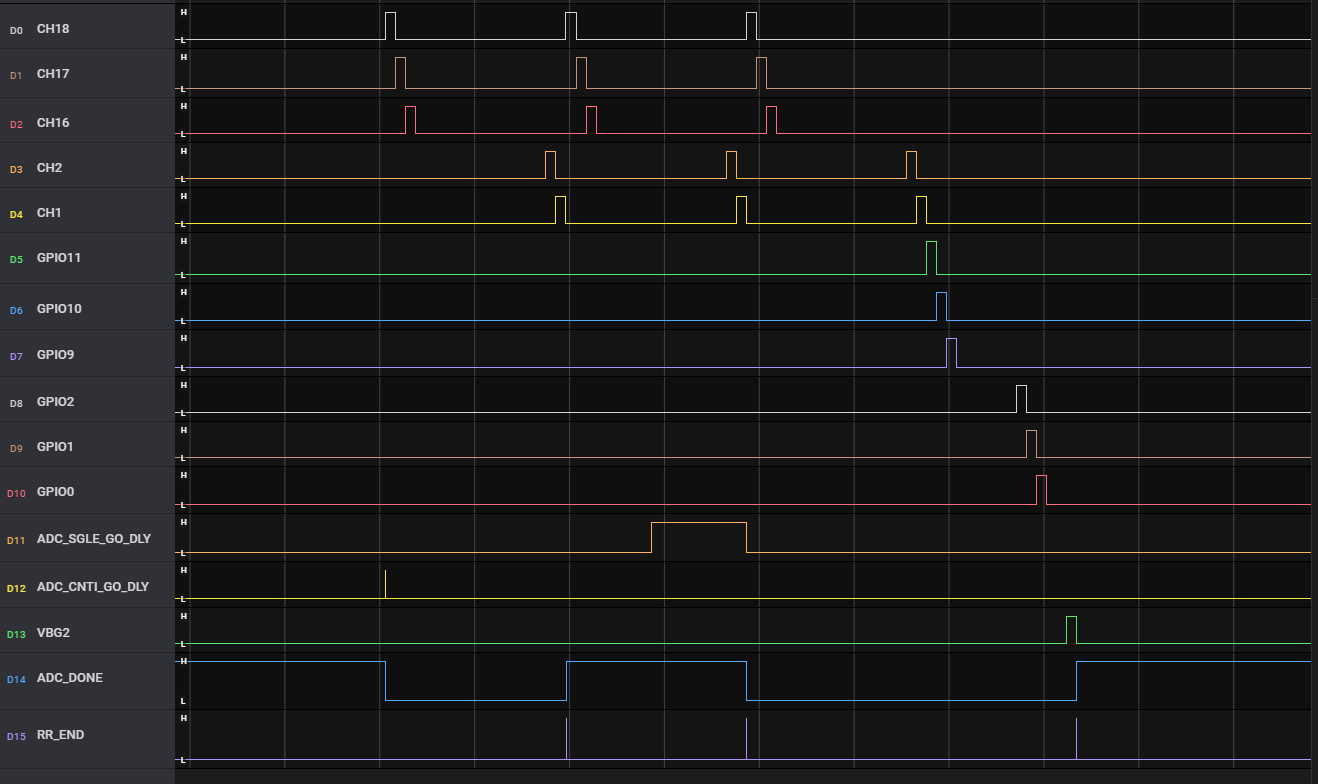 D0 CH18 H L
D1 CH17 H L
D2 CH16 H L
D3 CH2 H L
D4 CH1 H L
D5 GPIO11 H L
D6 GPIO10 H L
D7 GPIO9 H L
D8 GPIO2 H L
D9 GPIO1 H L
D10 GPIO0 H L
D11 ADC_SGLE_GO_DLY H L
D12 ADC_CNTI_GO_DLY H L
D13 VBG2 H L
D14 ADC_DONE H L
D15 RR_END H L